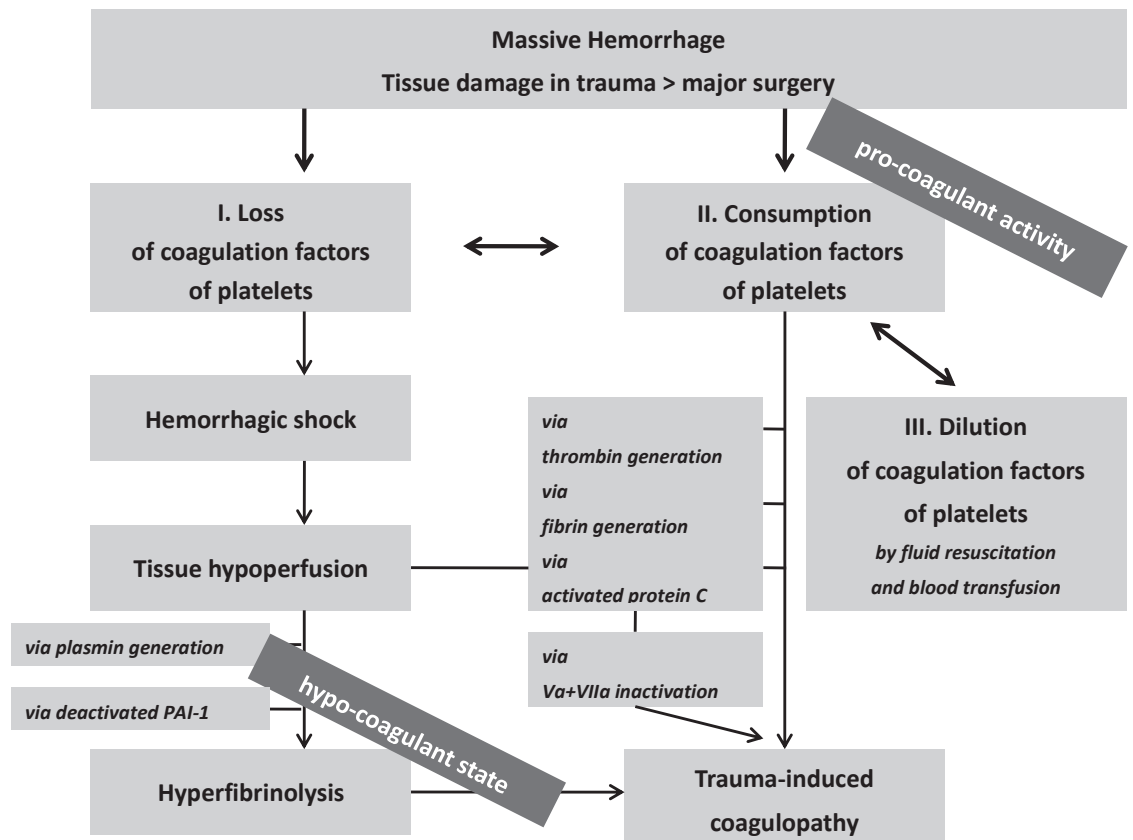 Massive Hemorrhage
Tissue damage in trauma > major surgery
pro-coagulant activity
I. Loss
of coagulation factors
of platelets
II. Consumption
of coagulation factors
of platelets
Hemorrhagic shock
via
thrombin generation
via
fibrin generation
via
activated protein C
III. Dilution
of coagulation factors
of platelets
by fluid resuscitation
and blood transfusion
Tissue hypoperfusion
via plasmin generation
via deactivated PAI-1
hypo-coagulant state
via
Va+VIIa inactivation
Hyperfibrinolysis
Trauma-induced
coagulopathy